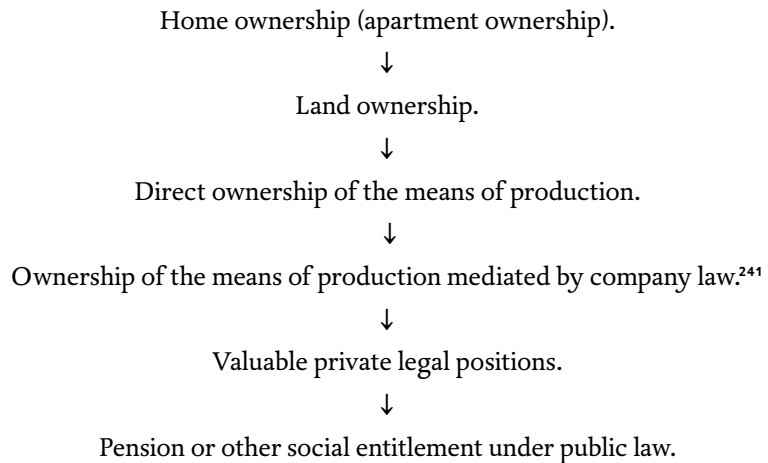 Home ownership (apartment ownership).
↓
Land ownership.
↓
Direct ownership of the means of production.
↓
Ownership of the means of production mediated by company law.241
↓
Valuable private legal positions.
↓
Pension or other social entitlement under public law.